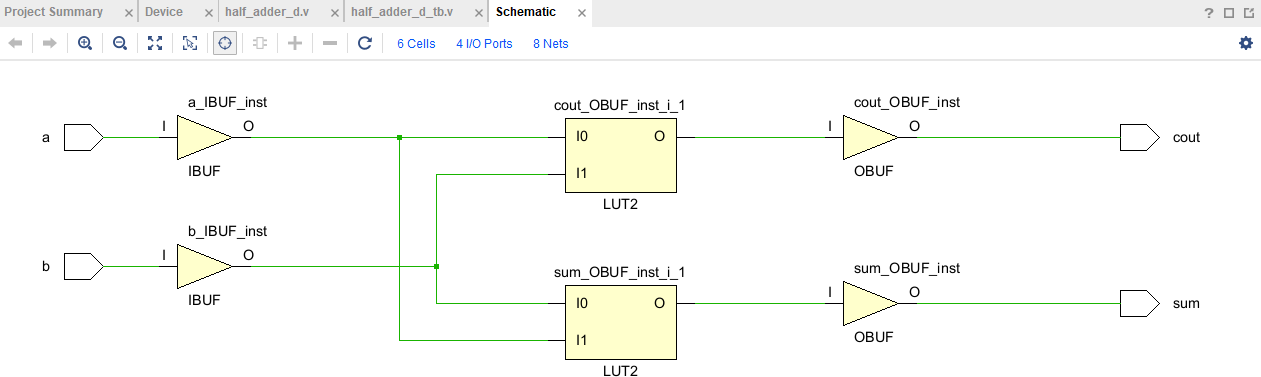 Project Summary × Device × half_adder_d.v × half_adder_d_tb.v × Schematic × ?
6 Cells 4 I/O Ports 8 Nets
a_IBUF_inst
cout_OBUF_inst_i_1
cout_OBUF_inst
a
I
O
I0
O
I
O
cout
IBUF
I1
OBUF
LUT2
b_IBUF_inst
b
I
O
sum_OBUF_inst_i_1
sum_OBUF_inst
IBUF
I0
O
I
O
sum
I1
OBUF
LUT2